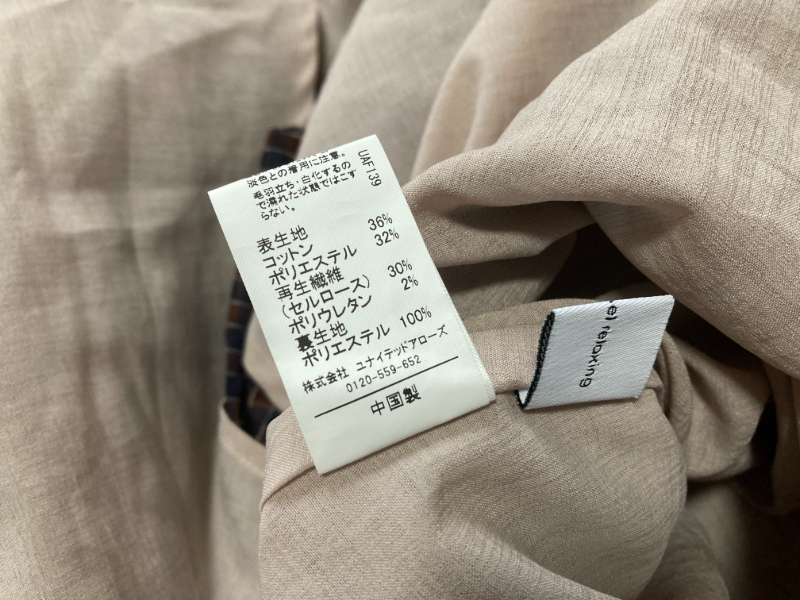 淡色との着用に注意。
毛羽立ち・白化するの
で濡れた状態ではこす
らない。
UAF139
表生地
コットン 36%
ポリエステル 32%
再生繊維
(セルロース) 30%
ポリウレタン 2%
裏生地
ポリエステル 100%
株式会社 ユナイテッドアローズ
0120-559-652
中国製
relaxing